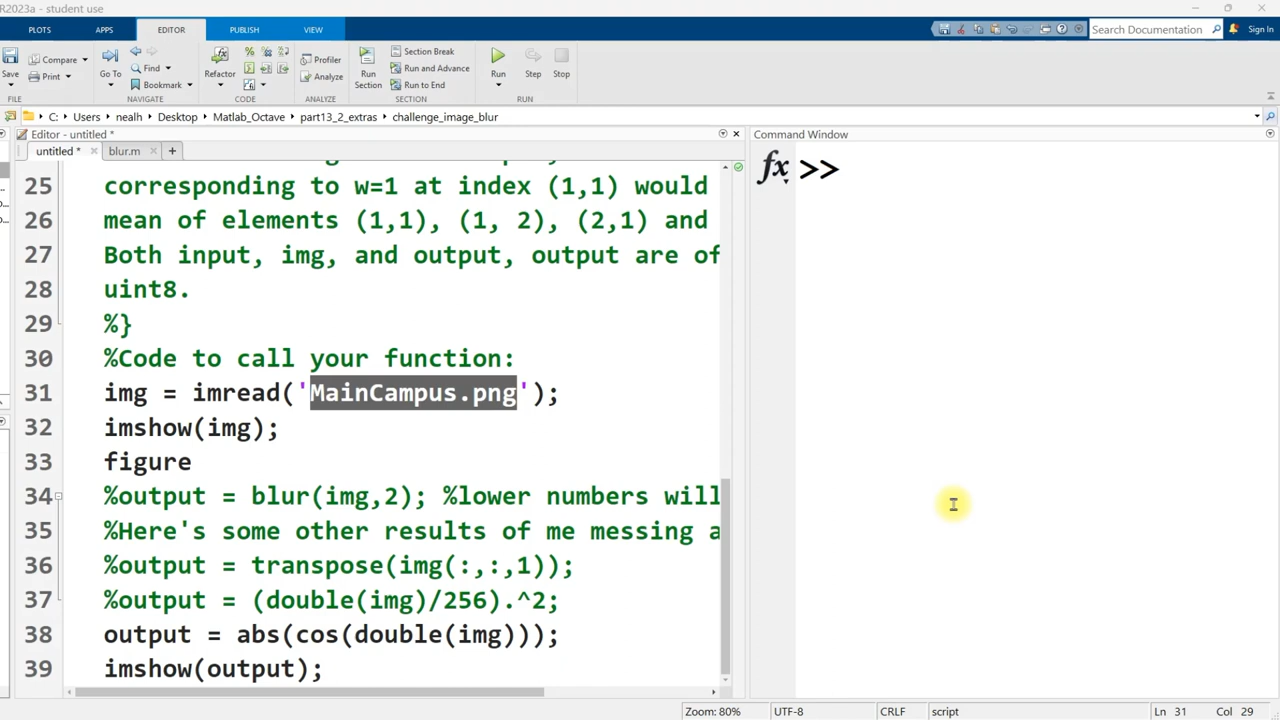 R2023a - student use
PLOTS APPS EDITOR PUBLISH VIEW
Search Documentation Sign In
Save Compare Print Go To Find Bookmark Refactor Profiler Analyze Run Section Section Break Run and Advance Run to End Run Step Stop
FILE NAVIGATE CODE ANALYZE SECTION RUN
C: Users nealh Desktop Matlab_Octave part13_2_extras challenge_image_blur
Editor - untitled *
Command Window
untitled * blur.m
fx >>
25 corresponding to w=1 at index (1,1) would
26 mean of elements (1,1), (1, 2), (2,1) and
27 Both input, img, and output, output are of
28 uint8.
29 %}
30 %Code to call your function:
31 img = imread('MainCampus.png');
32 imshow(img);
33 figure
34 %output = blur(img,2); %lower numbers will
35 %Here's some other results of me messing a
36 %output = transpose(img(:,:,1));
37 %output = (double(img)/256).^2;
38 output = abs(cos(double(img)));
39 imshow(output);
Zoom: 80% UTF-8 CRLF script Ln 31 Col 29